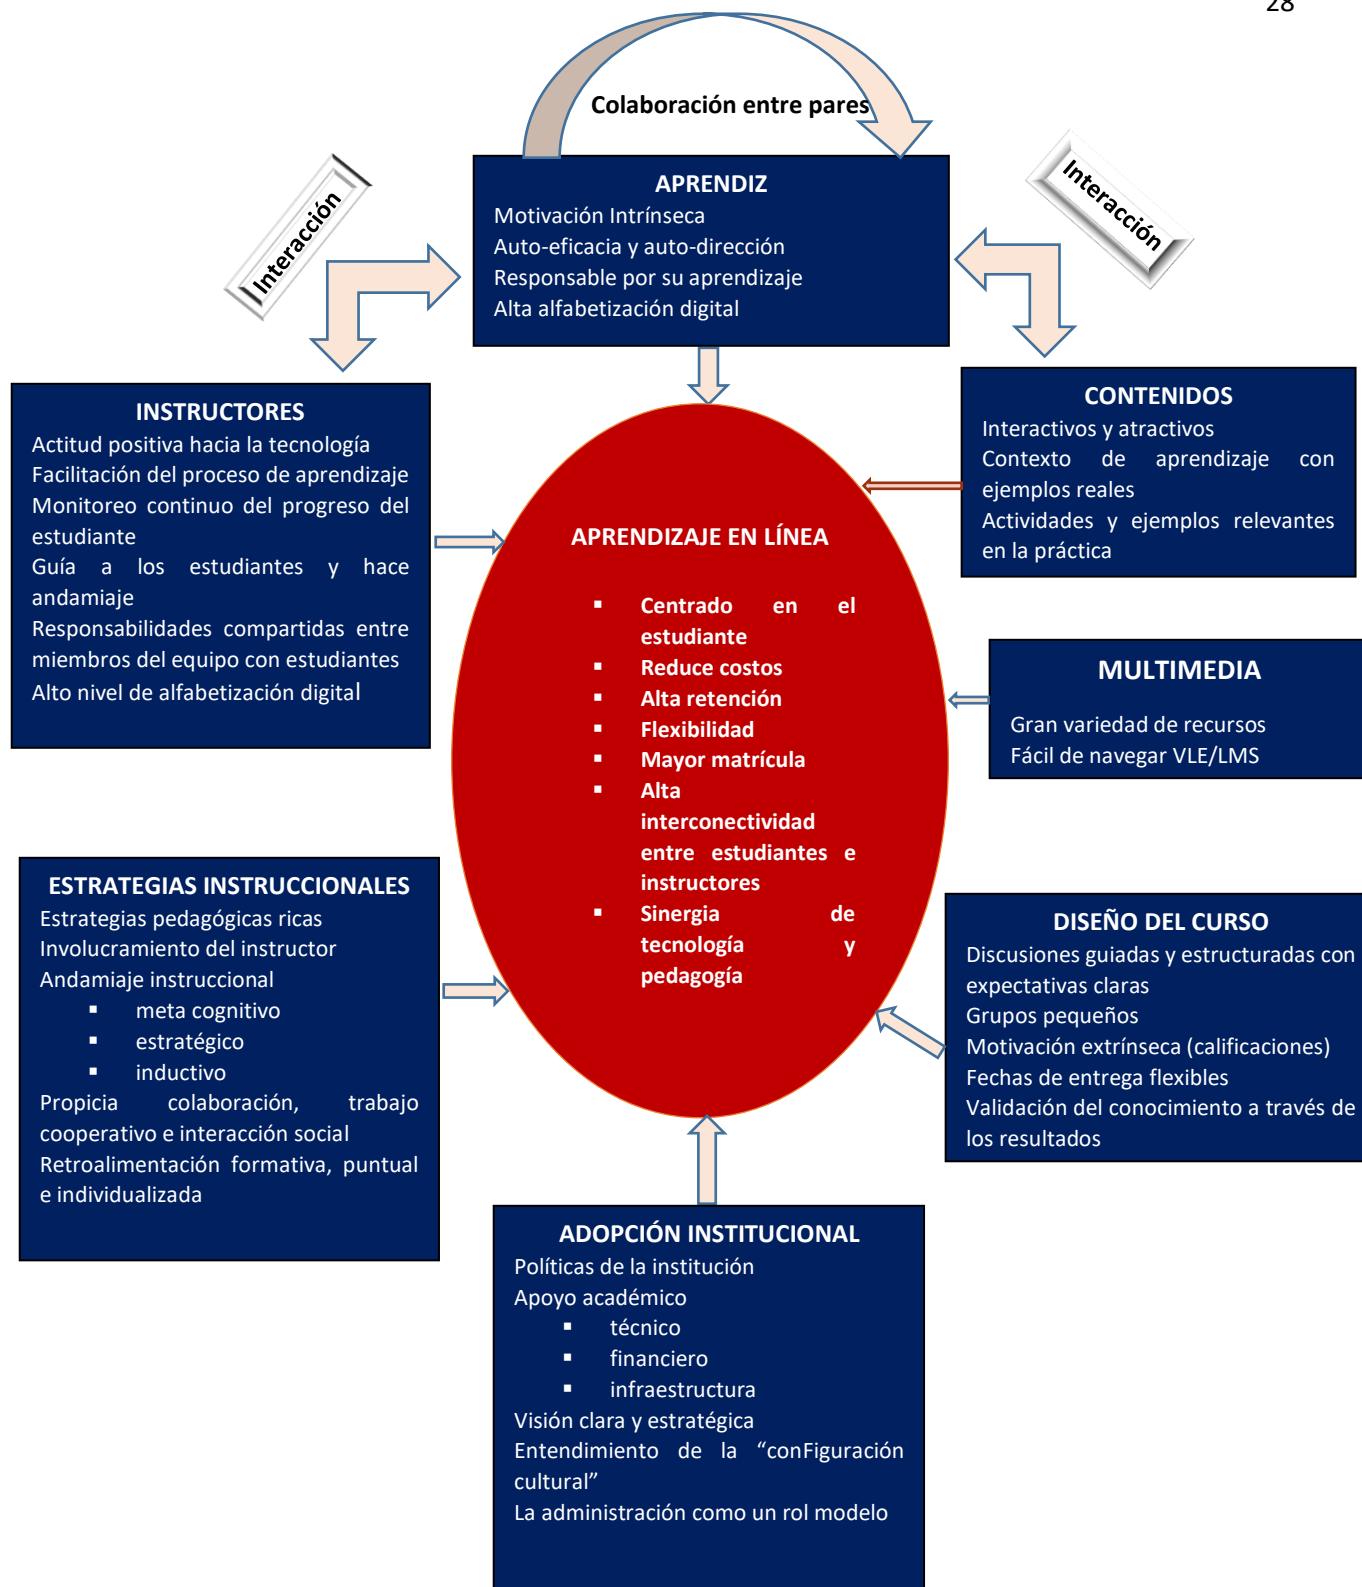 28
Colaboración entre pares
Interacción
Interacción
APRENDIZ
Motivación Intrínseca
Auto-eficacia y auto-dirección
Responsable por su aprendizaje
Alta alfabetización digital
INSTRUCTORES
Actitud positiva hacia la tecnología
Facilitación del proceso de aprendizaje
Monitoreo continuo del progreso del
estudiante
Guía a los estudiantes y hace
andamiaje
Responsabilidades compartidas entre
miembros del equipo con estudiantes
Alto nivel de alfabetización digital
CONTENIDOS
Interactivos y atractivos
Contexto de aprendizaje con
ejemplos reales
Actividades y ejemplos relevantes
en la práctica
APRENDIZAJE EN LÍNEA
▪ Centrado en el
estudiante
▪ Reduce costos
▪ Alta retención
▪ Flexibilidad
▪ Mayor matrícula
▪ Alta
interconectividad
entre estudiantes e
instructores
▪ Sinergia de
tecnología y
pedagogía
MULTIMEDIA
Gran variedad de recursos
Fácil de navegar VLE/LMS
ESTRATEGIAS INSTRUCCIONALES
Estrategias pedagógicas ricas
Involucramiento del instructor
Andamiaje instruccional
▪ meta cognitivo
▪ estratégico
▪ inductivo
Propicia colaboración, trabajo
cooperativo e interacción social
Retroalimentación formativa, puntual
e individualizada
DISEÑO DEL CURSO
Discusiones guiadas y estructuradas con
expectativas claras
Grupos pequeños
Motivación extrínseca (calificaciones)
Fechas de entrega flexibles
Validación del conocimiento a través de
los resultados
ADOPCIÓN INSTITUCIONAL
Políticas de la institución
Apoyo académico
▪ técnico
▪ financiero
▪ infraestructura
Visión clara y estratégica
Entendimiento de la “conFiguración
cultural”
La administración como un rol modelo